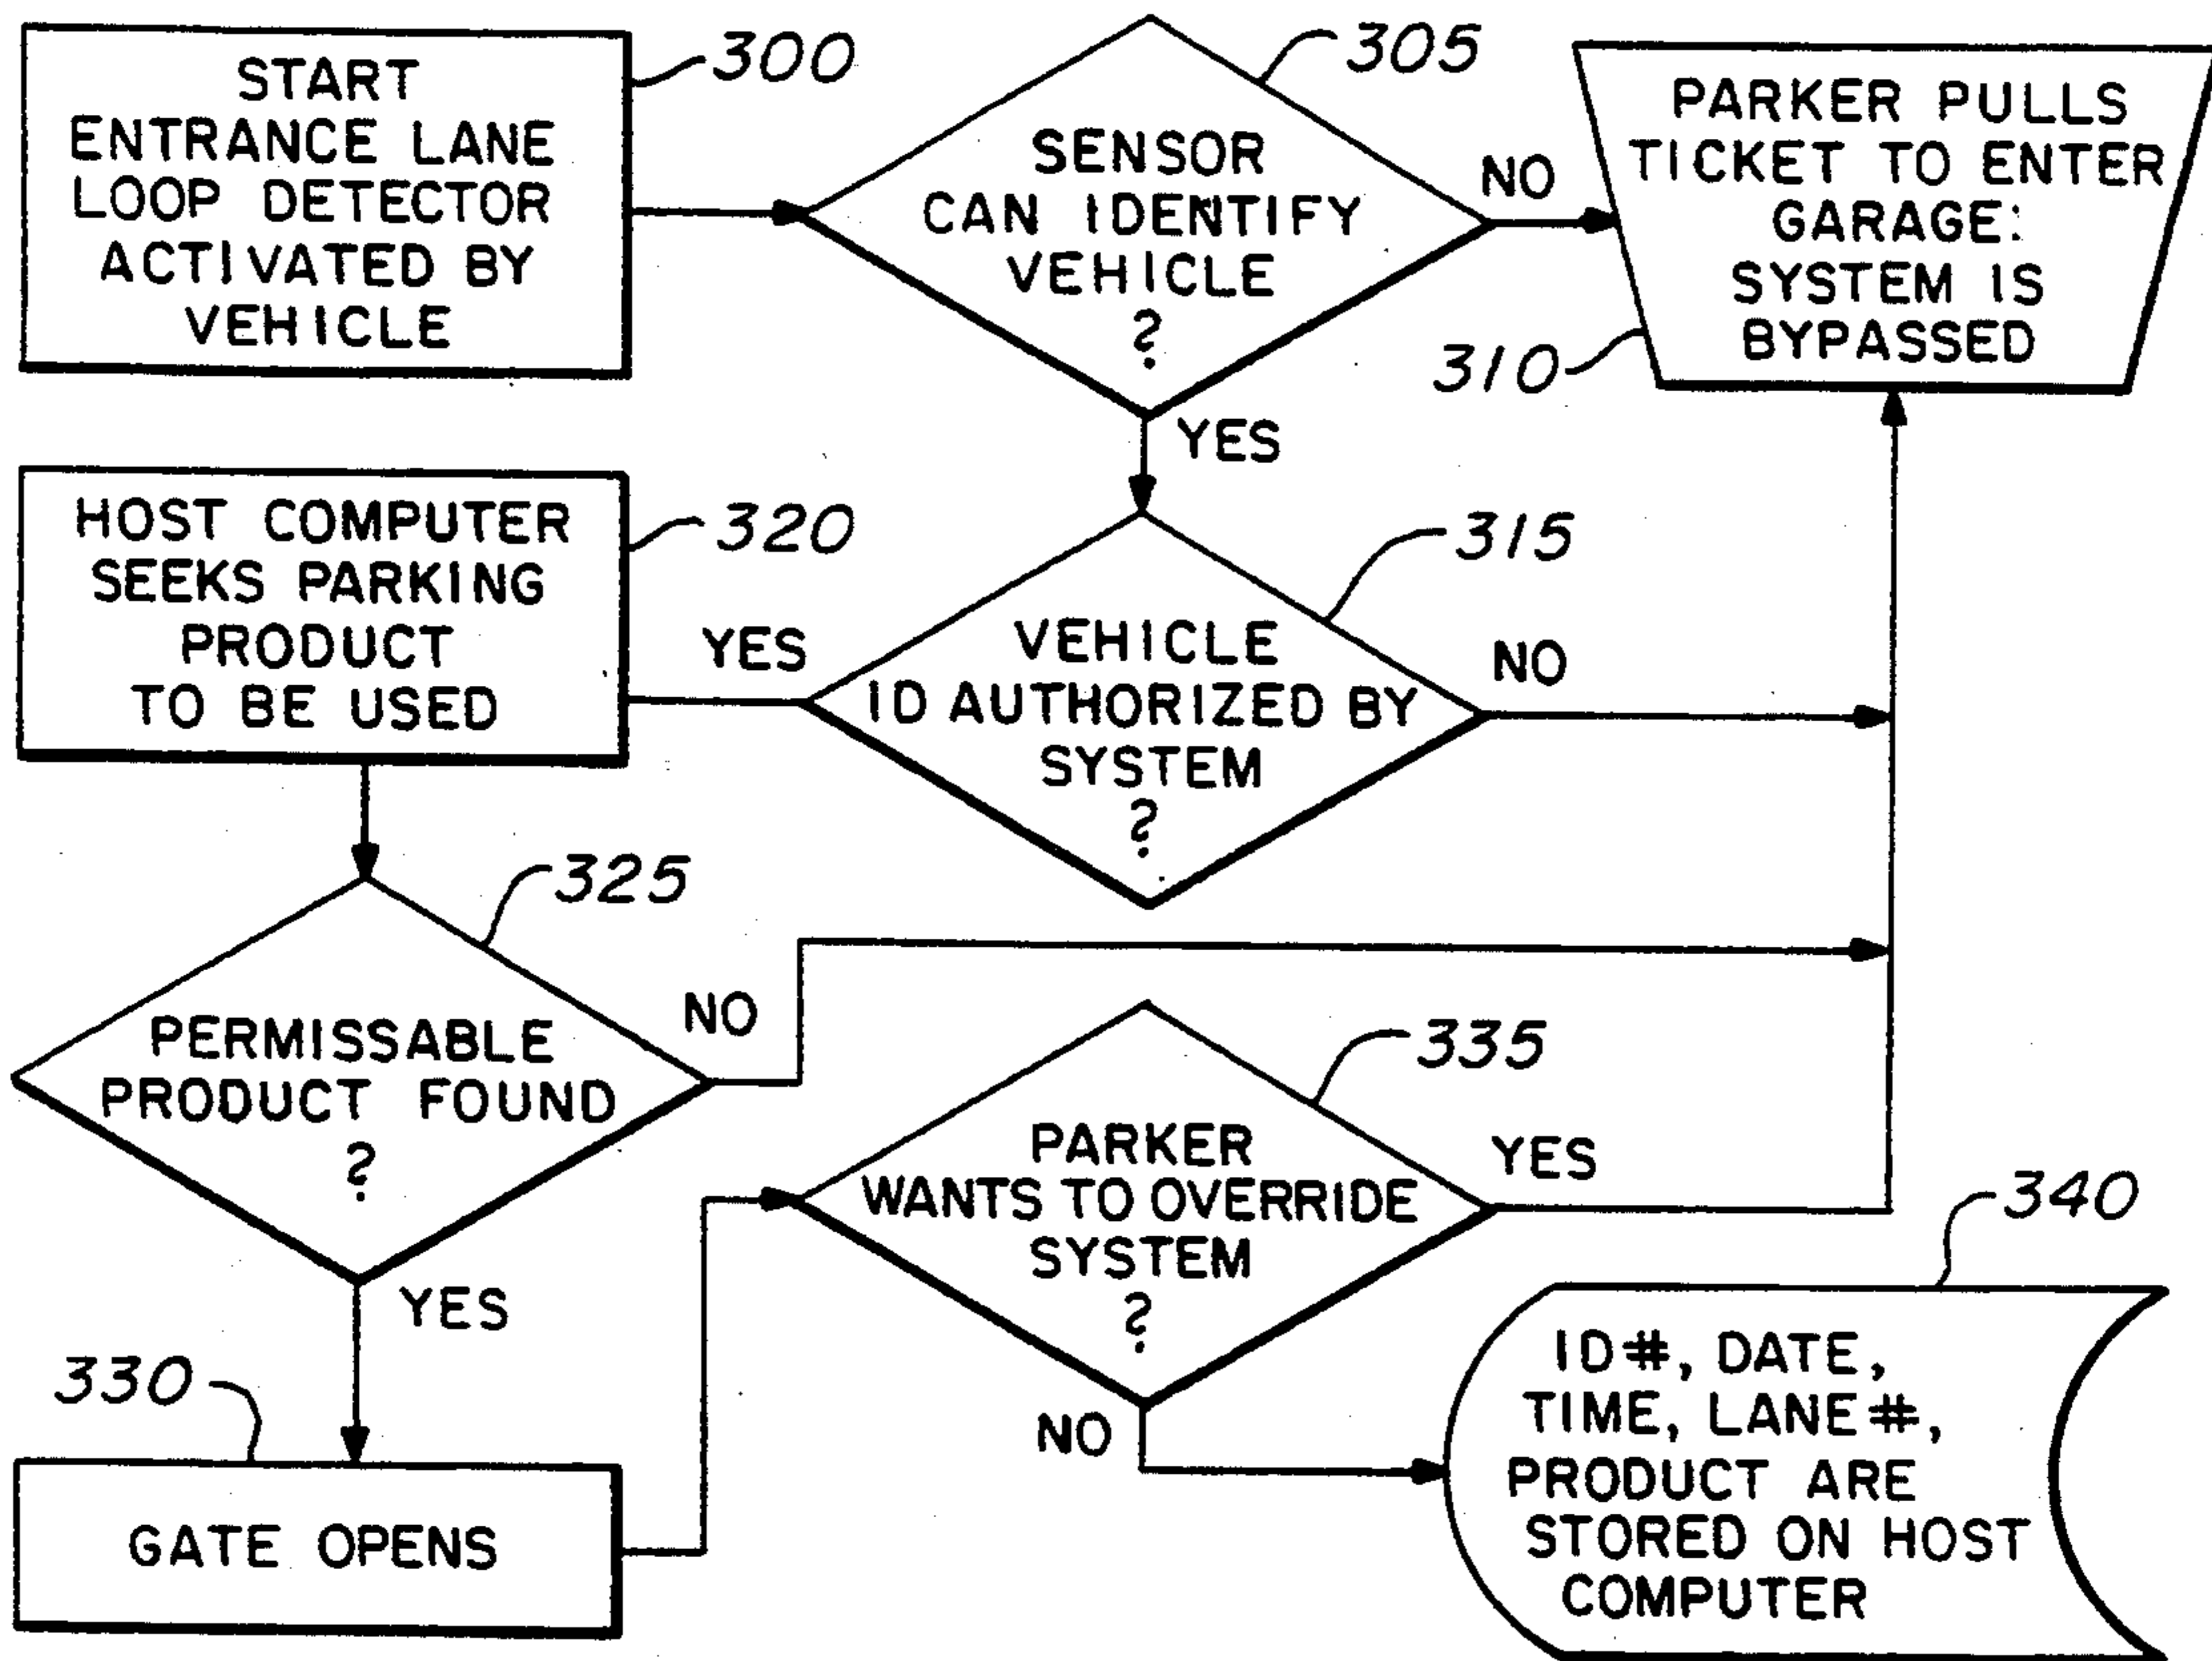 START
ENTRANCE LANE
LOOP DETECTOR
ACTIVATED BY
VEHICLE
300
SENSOR
CAN IDENTIFY
VEHICLE
?
305
NO
YES
PARKER PULLS
TICKET TO ENTER
GARAGE:
SYSTEM IS
BYPASSED
310
HOST COMPUTER
SEEKS PARKING
PRODUCT
TO BE USED
320
YES
VEHICLE
ID AUTHORIZED BY
SYSTEM
?
315
NO
325
PERMISSABLE
PRODUCT FOUND
?
NO
YES
335
PARKER
WANTS TO OVERRIDE
SYSTEM
?
YES
NO
330
GATE OPENS
340
ID#, DATE,
TIME, LANE#,
PRODUCT ARE
STORED ON HOST
COMPUTER